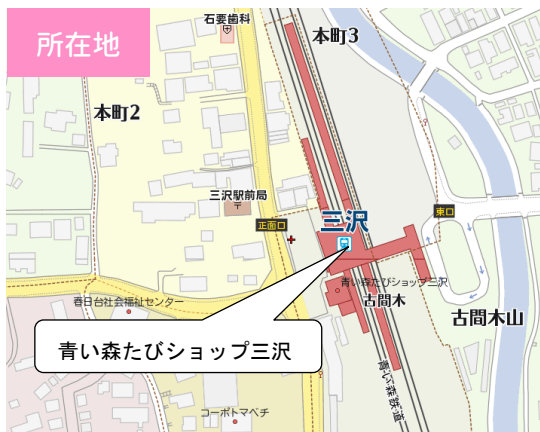 所在地
石要歯科
本町3
本町2
三沢駅前局
三沢
東口
正面口
青い森たびショップ三沢
春日台社会福祉センター
古間木
古間木山
青い森たびショップ三沢
青い森鉄道
コーポトマベチ